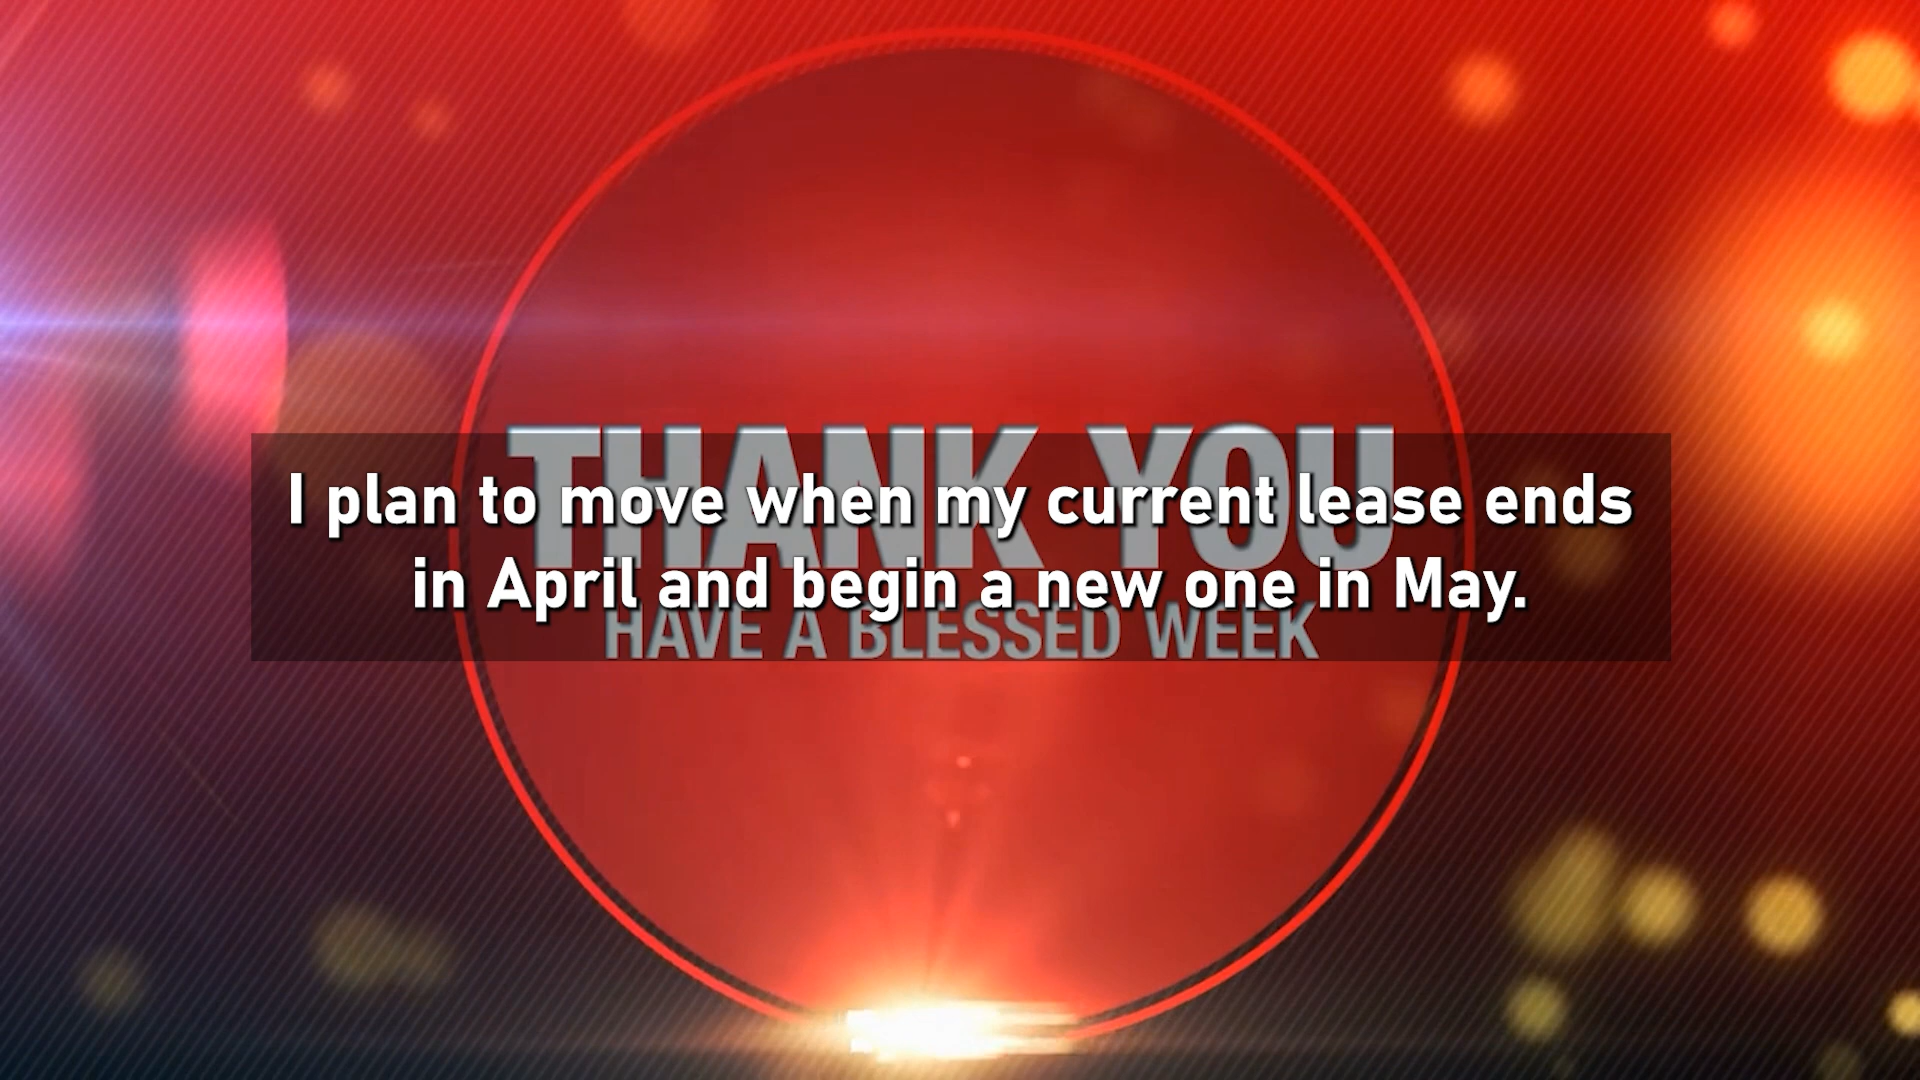 THANK YOU
I plan to move when my current lease ends
in April and begin a new one in May.
HAVE A BLESSED WEEK